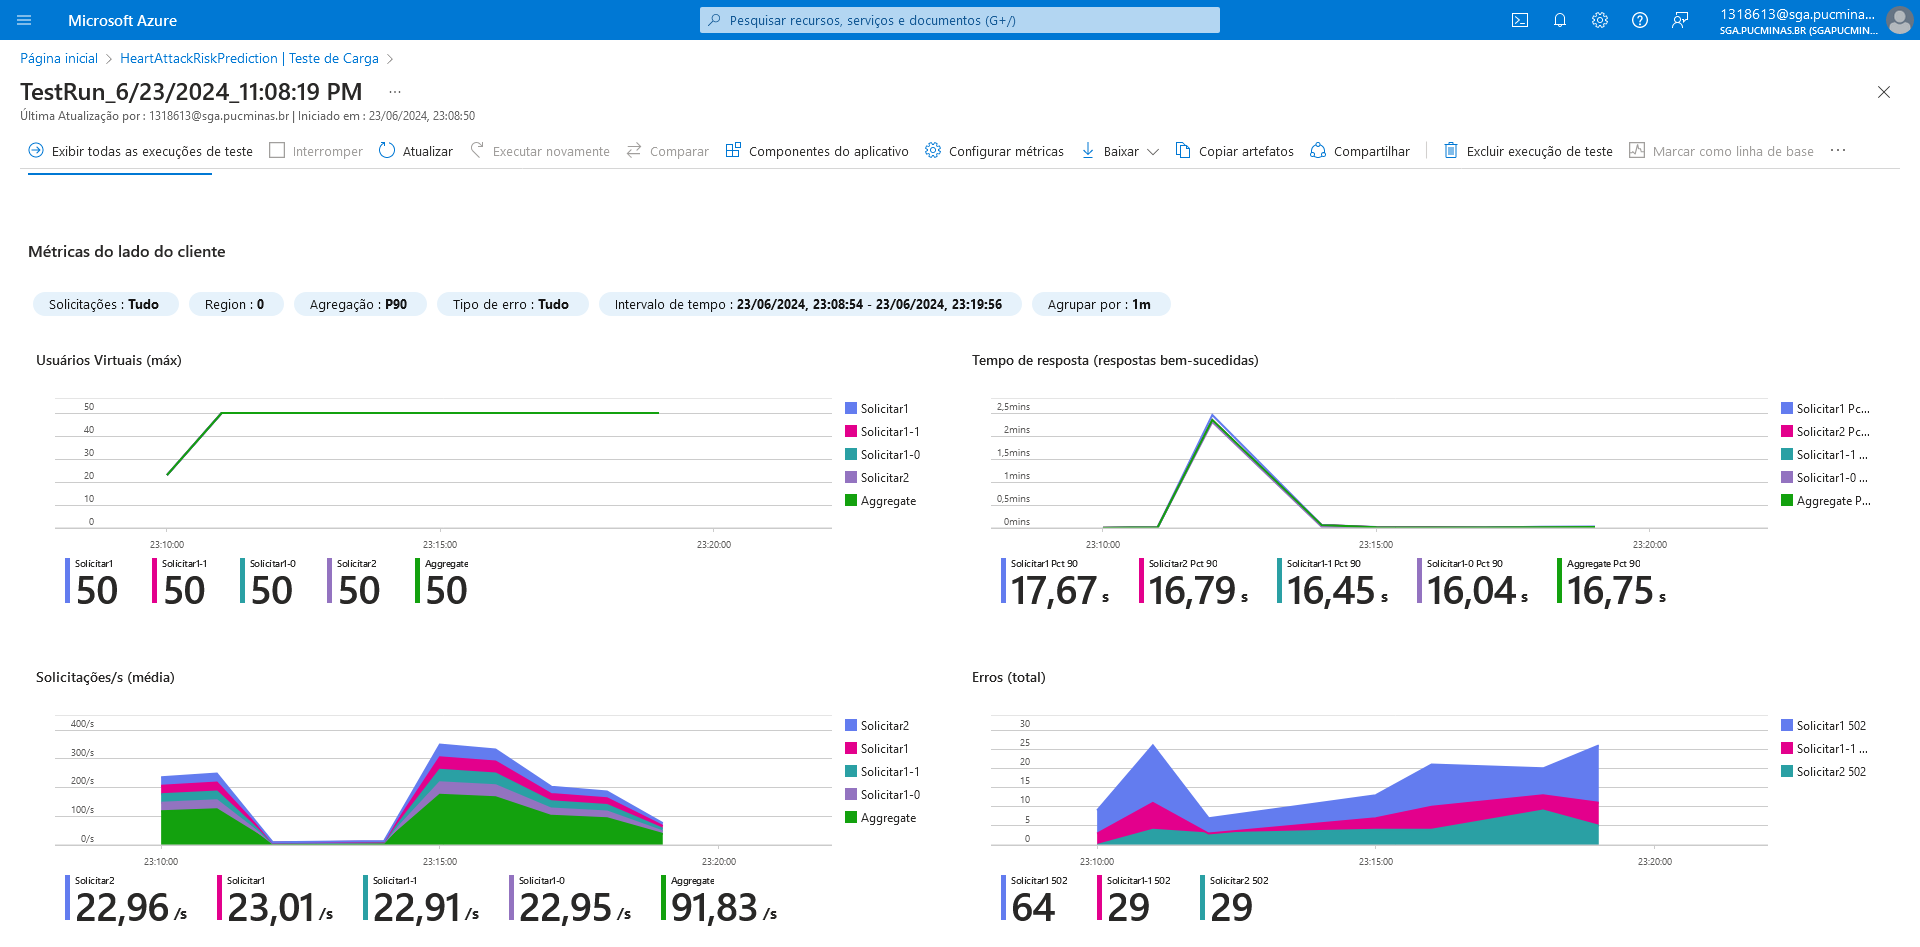 Microsoft Azure
Pesquisar recursos, serviços e documentos (G+/)
1318613@sga.pucmina...
SGA.PUCMINAS.BR (SGAPUCMIN...
Página inicial
HeartAttackRiskPrediction | Teste de Carga
TestRun_6/23/2024_11:08:19 PM ...
Última Atualização por : 1318613@sga.pucminas.br | Iniciado em : 23/06/2024, 23:08:50
Exibir todas as execuções de teste
Interromper
Atualizar
Executar novamente
Comparar
Componentes do aplicativo
Configurar métricas
Baixar
Copiar artefatos
Compartilhar
Excluir execução de teste
Marcar como linha de base
...
Métricas do lado do cliente
Solicitações : Tudo
Region : 0
Agregação : P90
Tipo de erro : Tudo
Intervalo de tempo : 23/06/2024, 23:08:54 - 23/06/2024, 23:19:56
Agrupar por : 1m
Usuários Virtuais (máx)
50
40
30
20
10
0
23:10:00
23:15:00
23:20:00
Solicitar1
Solicitar1-1
Solicitar1-0
Solicitar2
Aggregate
Solicitar1
50
Solicitar1-1
50
Solicitar1-0
50
Solicitar2
50
Aggregate
50
Tempo de resposta (respostas bem-sucedidas)
2,5mins
2mins
1,5mins
1mins
0,5mins
0mins
23:10:00
23:15:00
23:20:00
Solicitar1 Pc...
Solicitar2 Pc...
Solicitar1-1 ...
Solicitar1-0 ...
Aggregate P...
Solicitar1 Pct 90
17,67 s
Solicitar2 Pct 90
16,79 s
Solicitar1-1 Pct 90
16,45 s
Solicitar1-0 Pct 90
16,04 s
Aggregate Pct 90
16,75 s
Solicitações/s (média)
400/s
300/s
200/s
100/s
0/s
23:10:00
23:15:00
23:20:00
Solicitar2
Solicitar1
Solicitar1-1
Solicitar1-0
Aggregate
Solicitar2
22,96 /s
Solicitar1
23,01 /s
Solicitar1-1
22,91 /s
Solicitar1-0
22,95 /s
Aggregate
91,83 /s
Erros (total)
30
25
20
15
10
5
0
23:10:00
23:15:00
23:20:00
Solicitar1 502
Solicitar1-1 ...
Solicitar2 502
Solicitar1 502
64
Solicitar1-1 502
29
Solicitar2 502
29